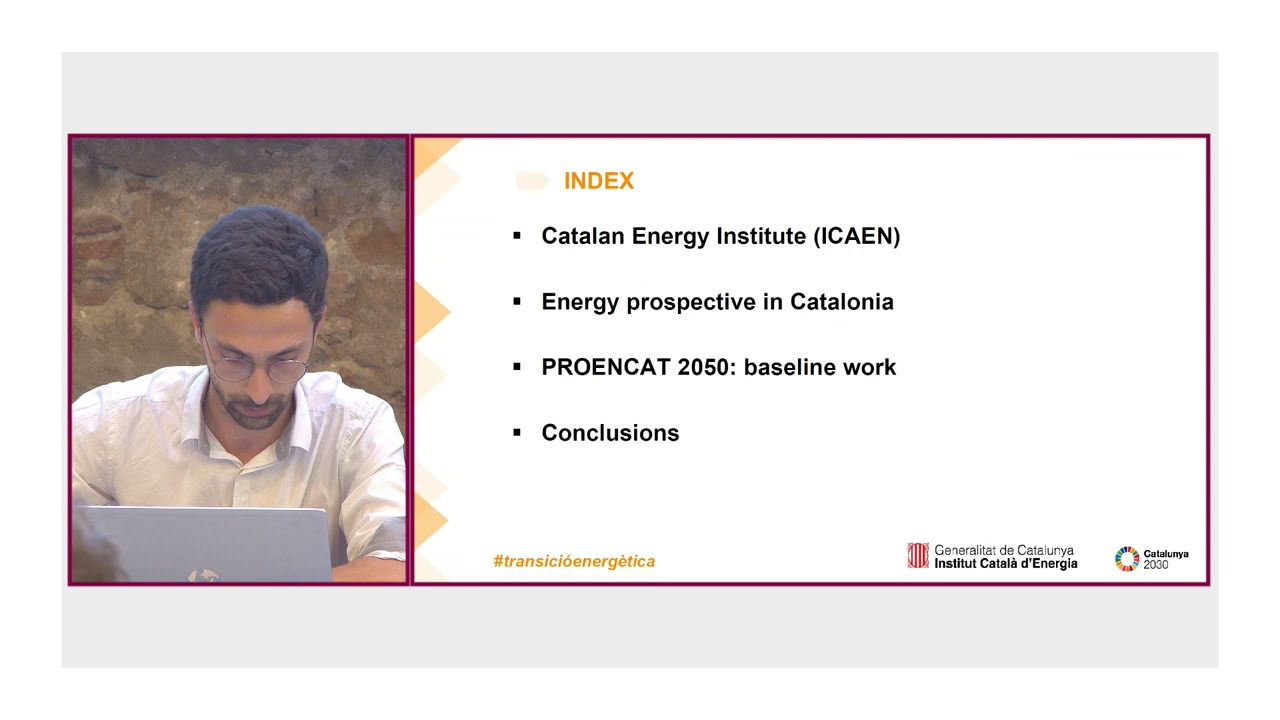 INDEX
Catalan Energy Institute (ICAEN)
Energy prospective in Catalonia
PROENCAT 2050: baseline work
Conclusions
#transicióenergètica
Generalitat de Catalunya
Institut Català d'Energia
Catalunya
2030